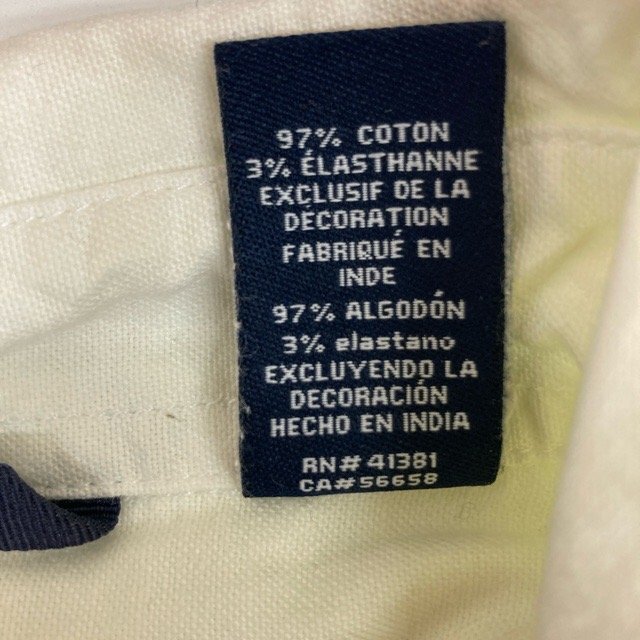 97% COTON
3% ÉLASTHANNE
EXCLUSIF DE LA
DECORATION
FABRIQUÉ EN
INDE
97% ALGODÓN
3% elastano
EXCLUYENDO LA
DECORACIÓN
HECHO EN INDIA
RN# 41381
CA#56658